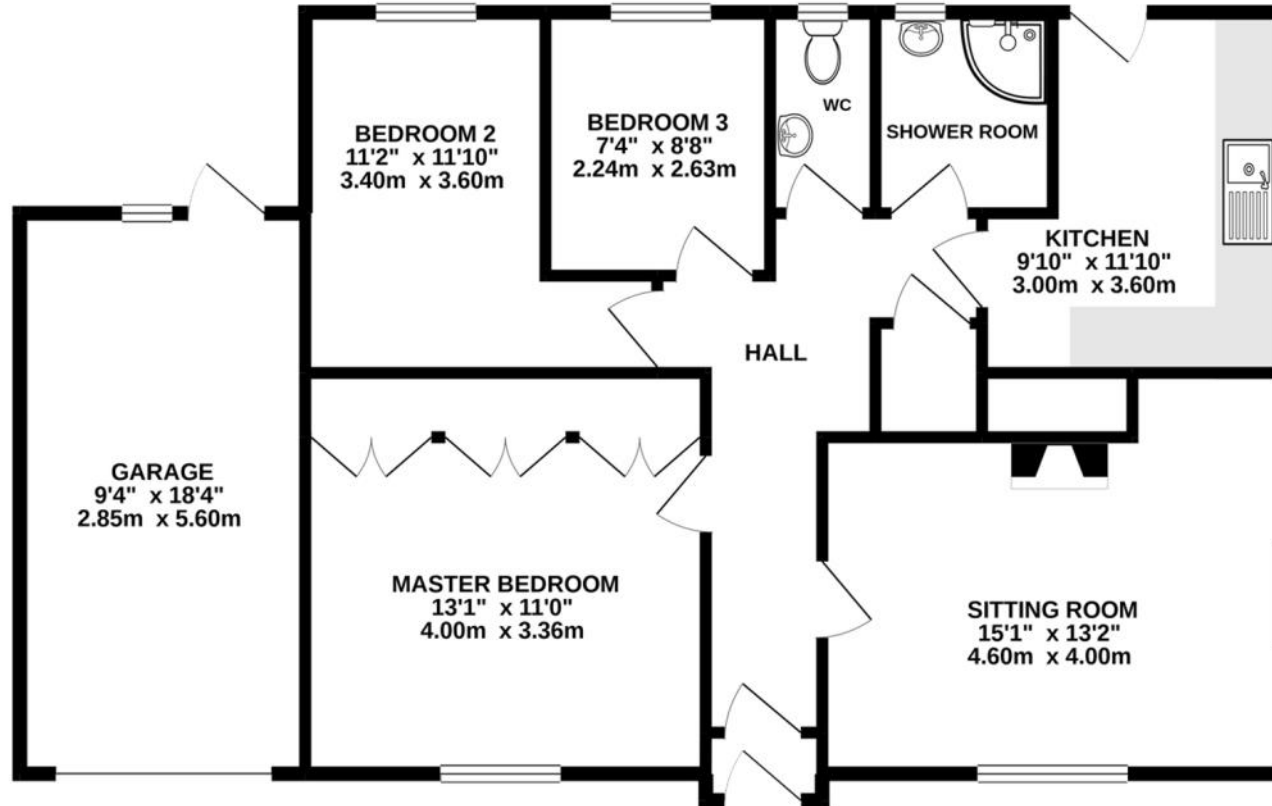 BEDROOM 2
11'2" x 11'10"
3.40m x 3.60m
BEDROOM 3
7'4" x 8'8"
2.24m x 2.63m
WC
SHOWER ROOM
KITCHEN
9'10" x 11'10"
3.00m x 3.60m
HALL
GARAGE
9'4" x 18'4"
2.85m x 5.60m
MASTER BEDROOM
13'1" x 11'0"
4.00m x 3.36m
SITTING ROOM
15'1" x 13'2"
4.60m x 4.00m